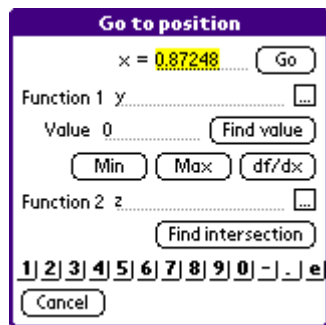 Go to position
x = 0.87248 Go
Function 1 y ...
Value 0 Find value
Min Max df/dx
Function 2 z ...
Find intersection
1 2 3 4 5 6 7 8 9 0 - . e
Cancel